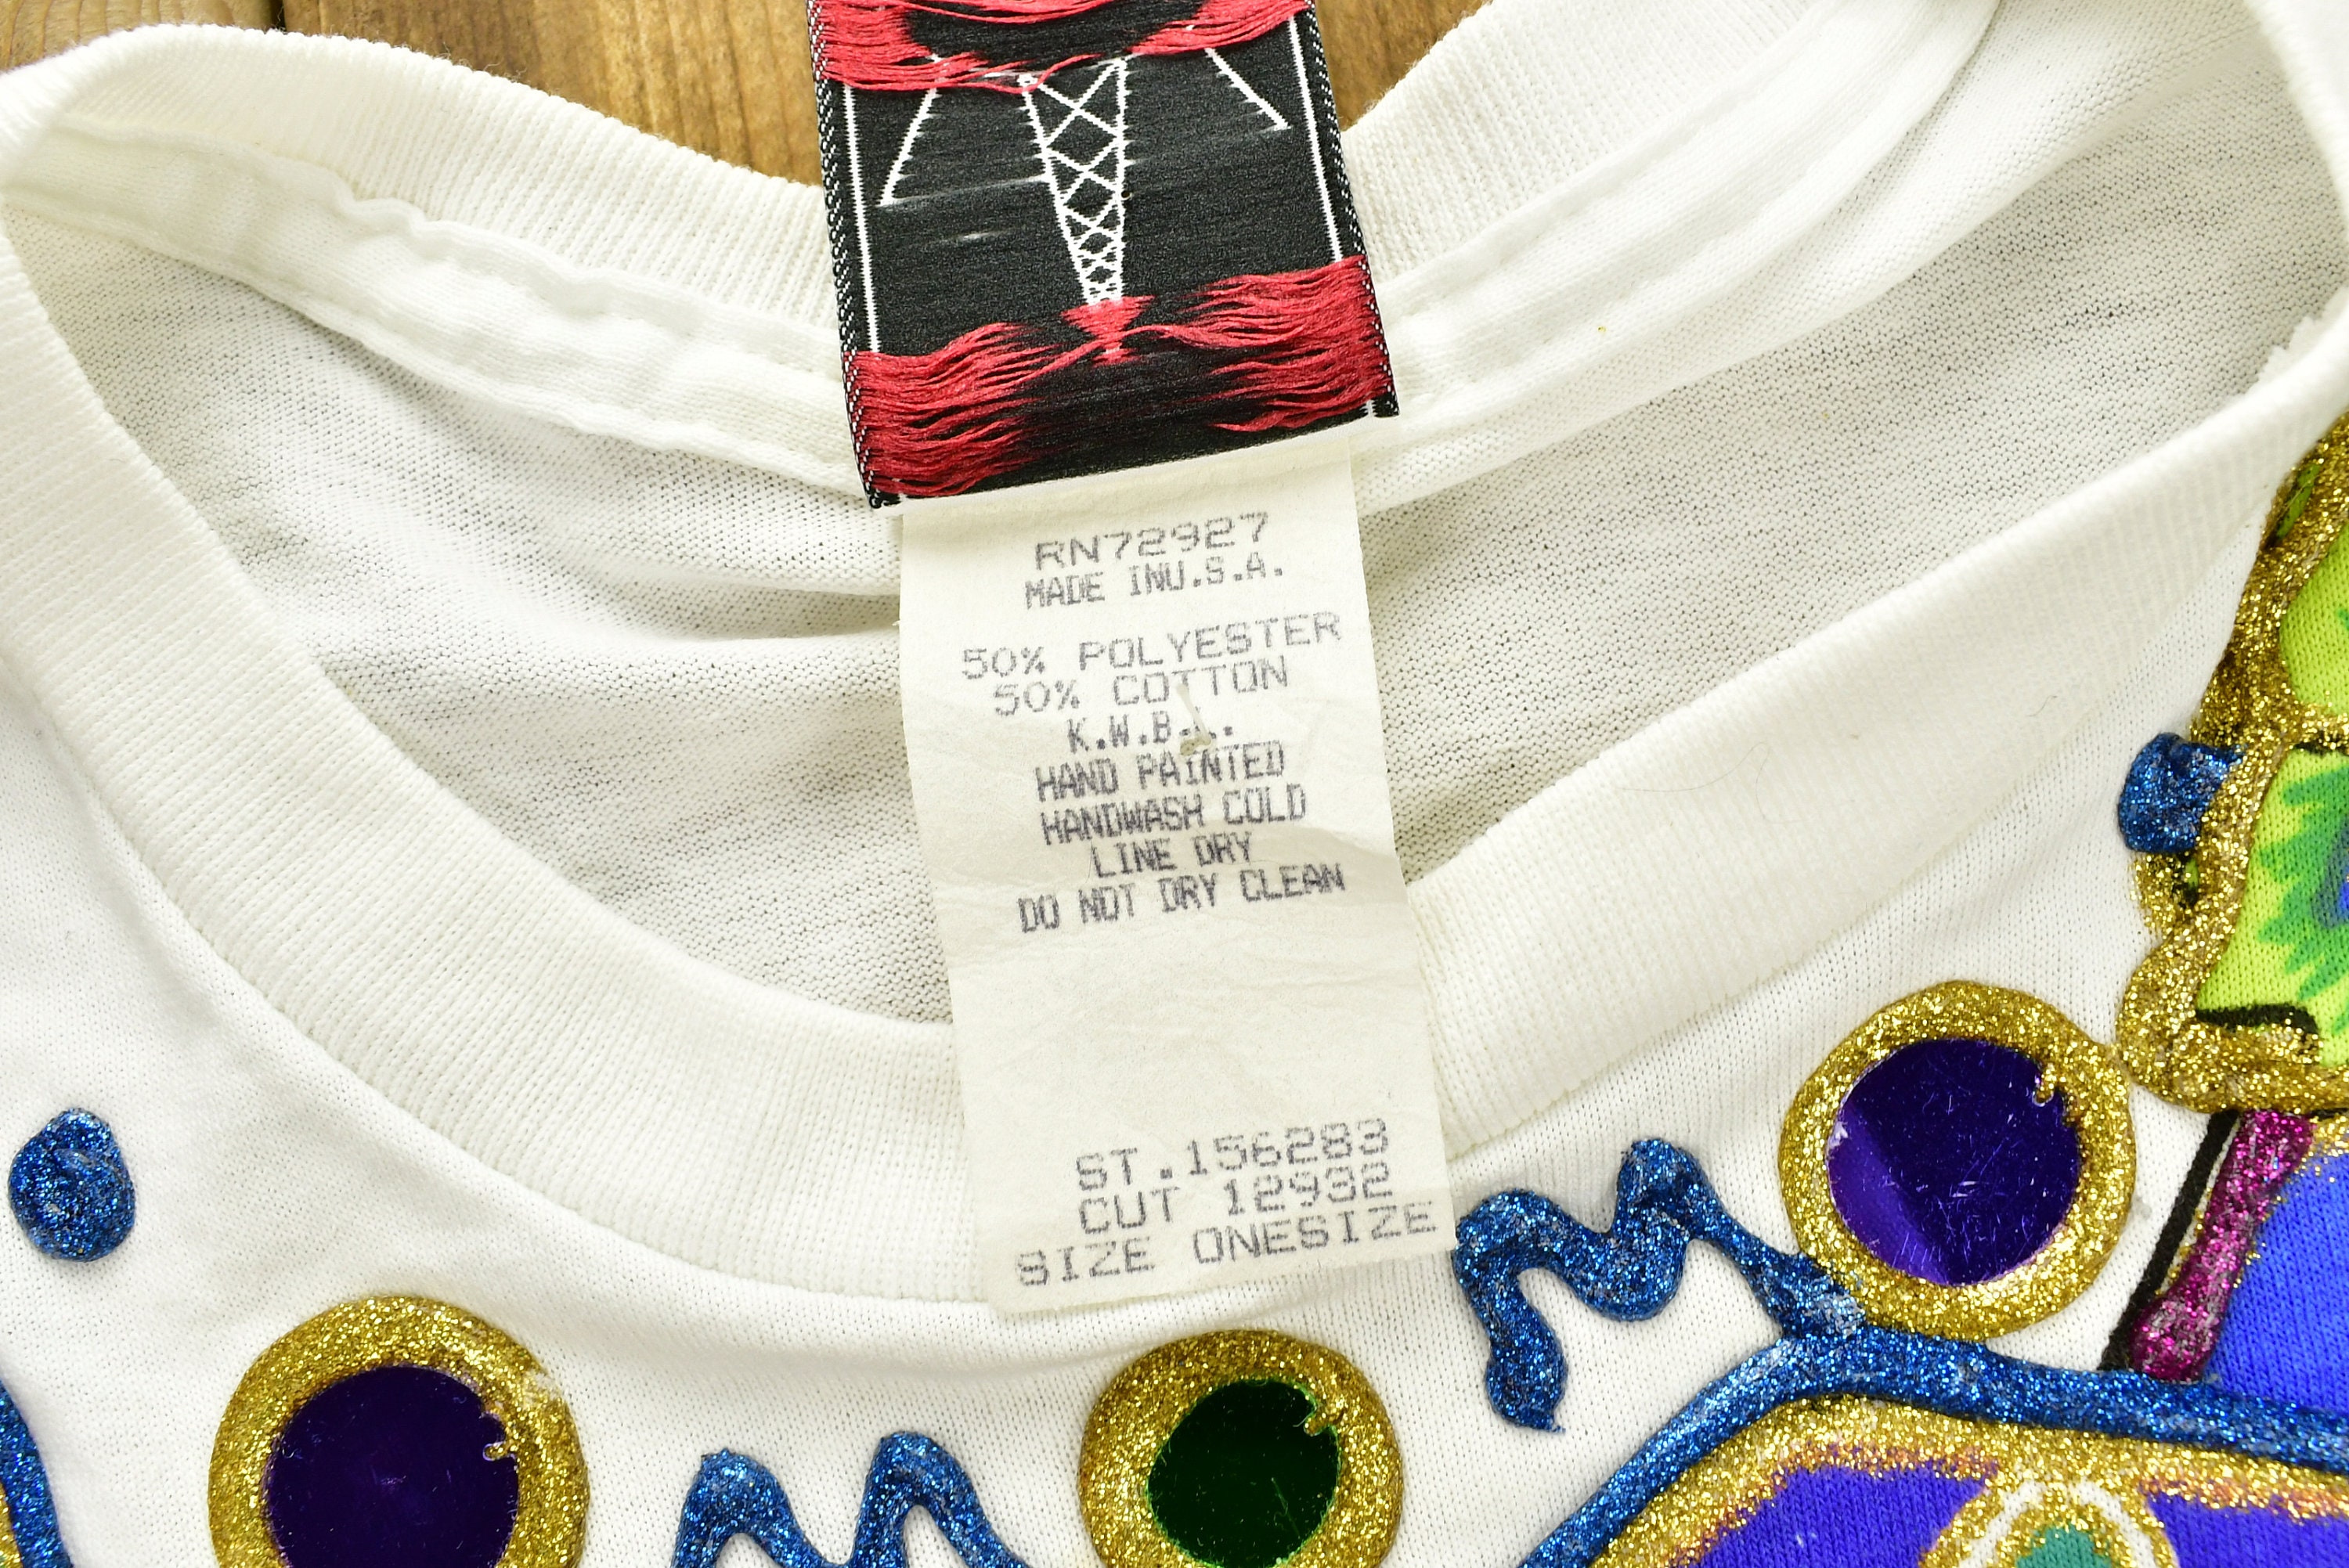 RN72927
MADE INU.S.A.
50% POLYESTER
50% COTTON
HAND PAINTED
HANDWASH COLD
LINE DRY
DO NOT DRY CLEAN
ST.156283
CUT 12932
SIZE ONESIZE